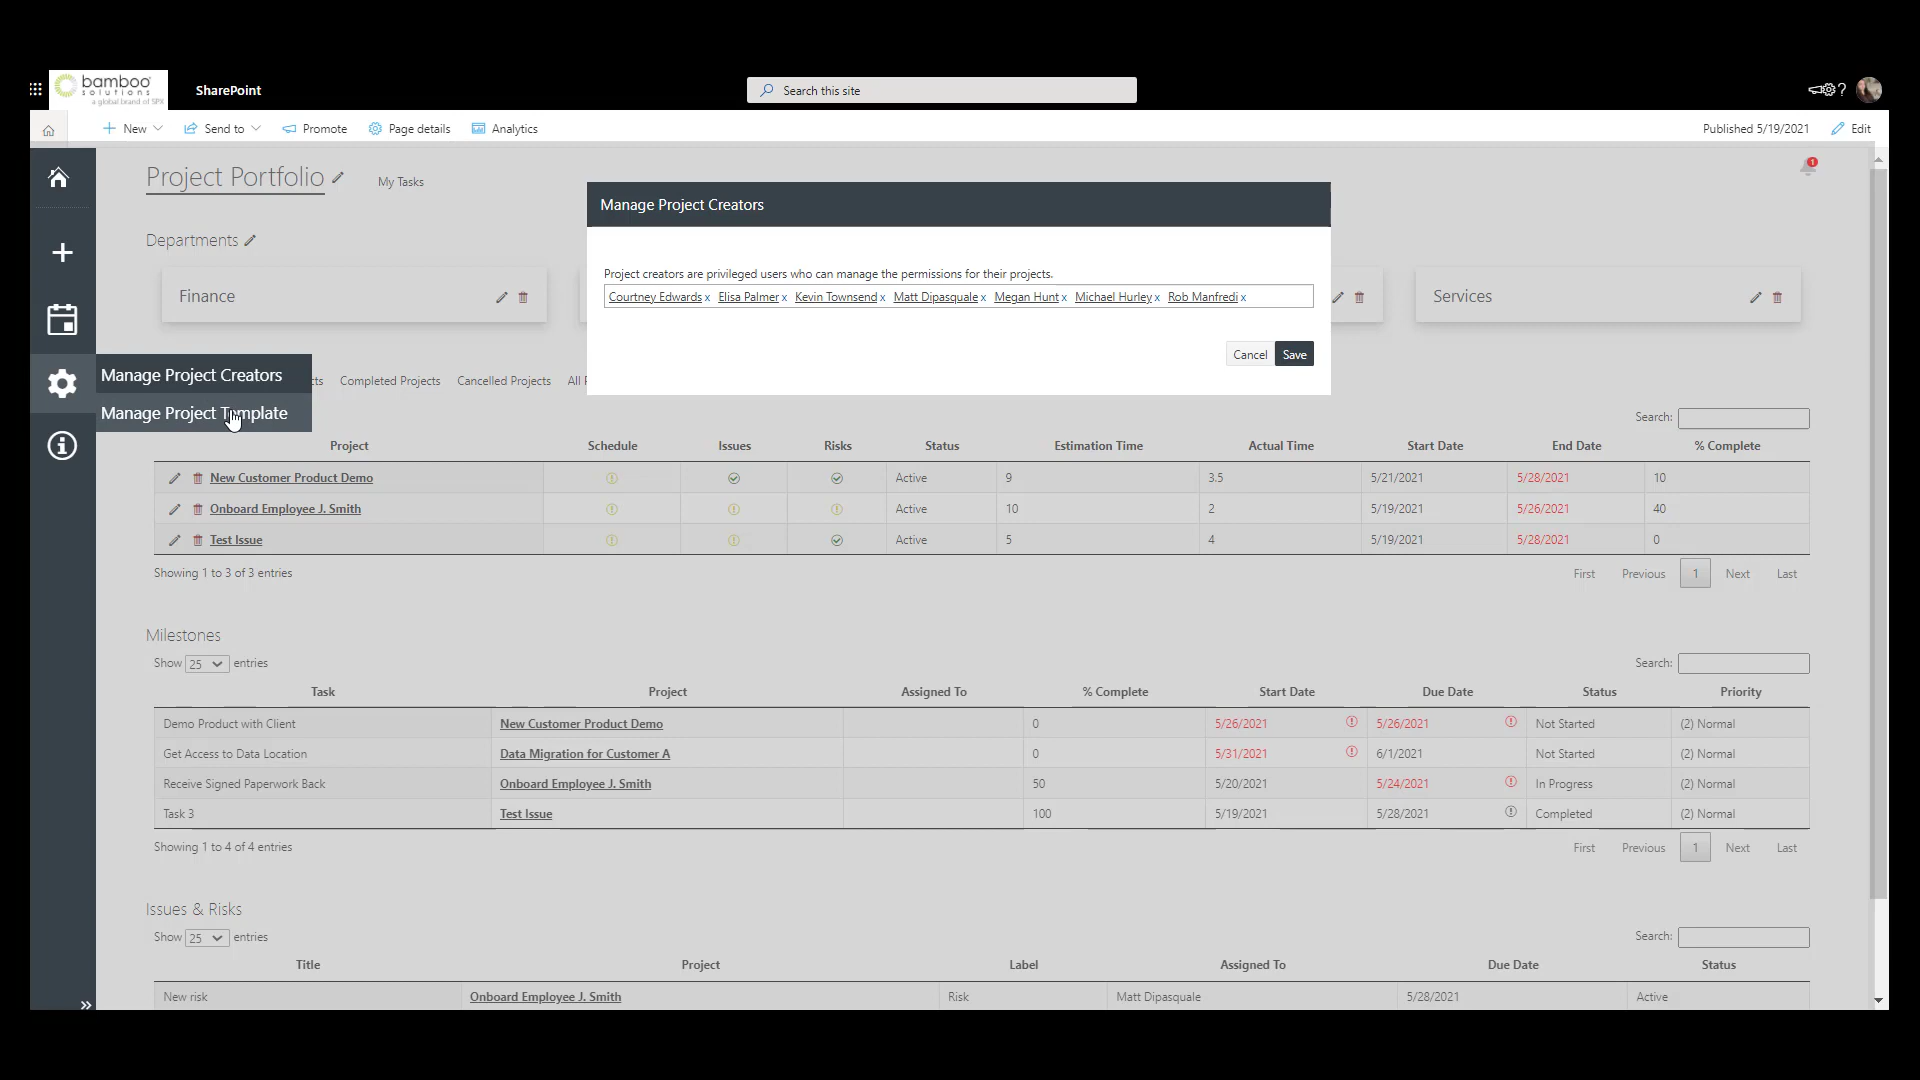 bamboo
solutions
a global brand of SPX
SharePoint
Search this site
?
New
Send to
Promote
Page details
Analytics
Published 5/19/2021
Edit
Project Portfolio
My Tasks
1
Manage Project Creators
Departments
Finance
Services
Project creators are privileged users who can manage the permissions for their projects.
Courtney Edwards x Elisa Palmer x Kevin Townsend x Matt Dipasquale x Megan Hunt x Michael Hurley x Rob Manfredi x
Cancel Save
Manage Project Creators
Manage Project Template
Completed Projects Cancelled Projects All
Search:
Project Schedule Issues Risks Status Estimation Time Actual Time Start Date End Date % Complete
New Customer Product Demo Active 9 3.5 5/21/2021 5/28/2021 10
Onboard Employee J. Smith Active 10 2 5/19/2021 5/26/2021 40
Test Issue Active 5 4 5/19/2021 5/28/2021 0
Showing 1 to 3 of 3 entries
First Previous 1 Next Last
Milestones
Show 25 entries
Search:
Task Project Assigned To % Complete Start Date Due Date Status Priority
Demo Product with Client New Customer Product Demo 0 5/26/2021 5/26/2021 Not Started (2) Normal
Get Access to Data Location Data Migration for Customer A 0 5/31/2021 6/1/2021 Not Started (2) Normal
Receive Signed Paperwork Back Onboard Employee J. Smith 50 5/20/2021 5/24/2021 In Progress (2) Normal
Task 3 Test Issue 100 5/19/2021 5/28/2021 Completed (2) Normal
Showing 1 to 4 of 4 entries
First Previous 1 Next Last
Issues & Risks
Show 25 entries
Search:
Title Project Label Assigned To Due Date Status
New risk Onboard Employee J. Smith Risk Matt Dipasquale 5/28/2021 Active